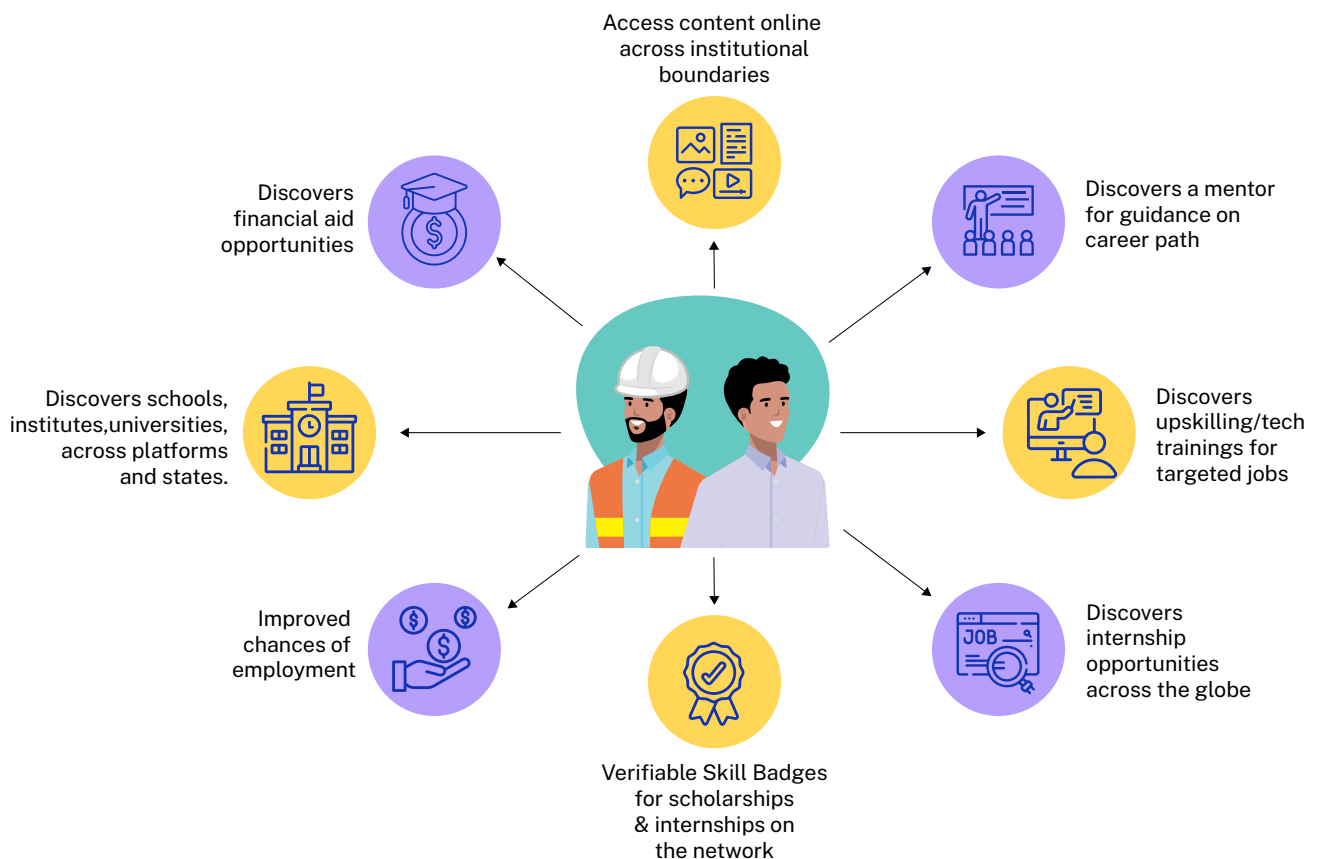 Access content online
across institutional
boundaries
Discovers
financial aid
opportunities
$
Discovers a mentor
for guidance on
career path
Discovers schools,
institutes,universities,
across platforms
and states.
Discovers
upskilling/tech
trainings for
targeted jobs
Improved
chances of
employment
$
$
$
JOB
Discovers
internship
opportunities
across the globe
Verifiable Skill Badges
for scholarships
& internships on
the network